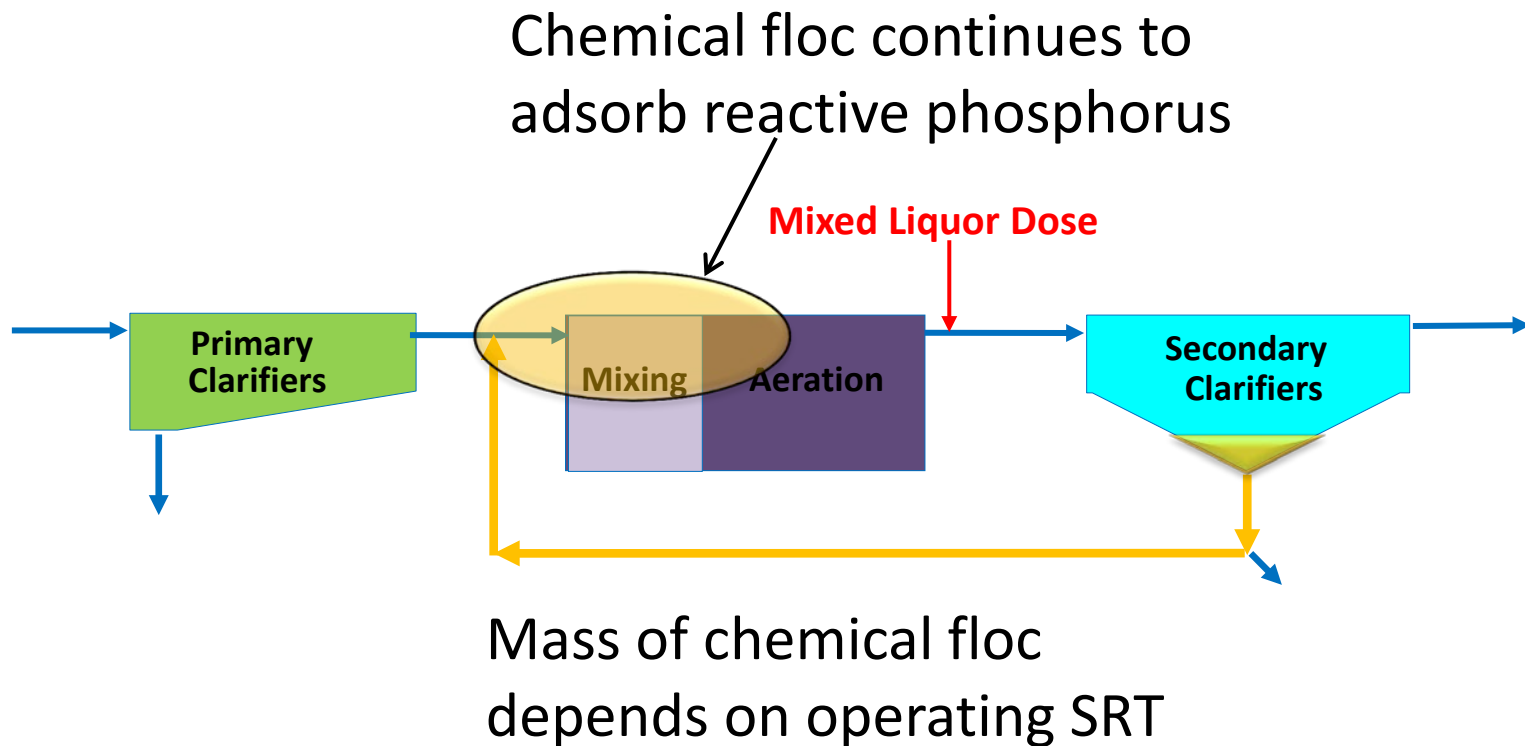 Chemical floc continues to
adsorb reactive phosphorus
Mixed Liquor Dose
Primary
Clarifiers
Mixing
Aeration
Secondary
Clarifiers
Mass of chemical floc
depends on operating SRT